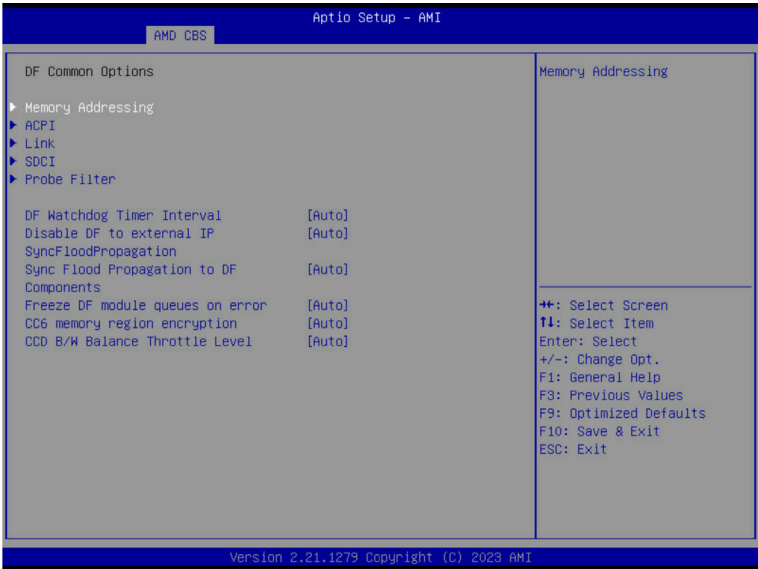 Aptio Setup – AMI
AMD CBS
DF Common Options
Memory Addressing
ACPI
Link
SDCI
Probe Filter
DF Watchdog Timer Interval [Auto]
Disable DF to external IP [Auto]
SyncFloodPropagation
Sync Flood Propagation to DF [Auto]
Components
Freeze DF module queues on error [Auto]
CC6 memory region encryption [Auto]
CCD B/W Balance Throttle Level [Auto]
Memory Addressing
→←: Select Screen
↑↓: Select Item
Enter: Select
+/-: Change Opt.
F1: General Help
F3: Previous Values
F9: Optimized Defaults
F10: Save & Exit
ESC: Exit
Version 2.21.1279 Copyright (C) 2023 AMI